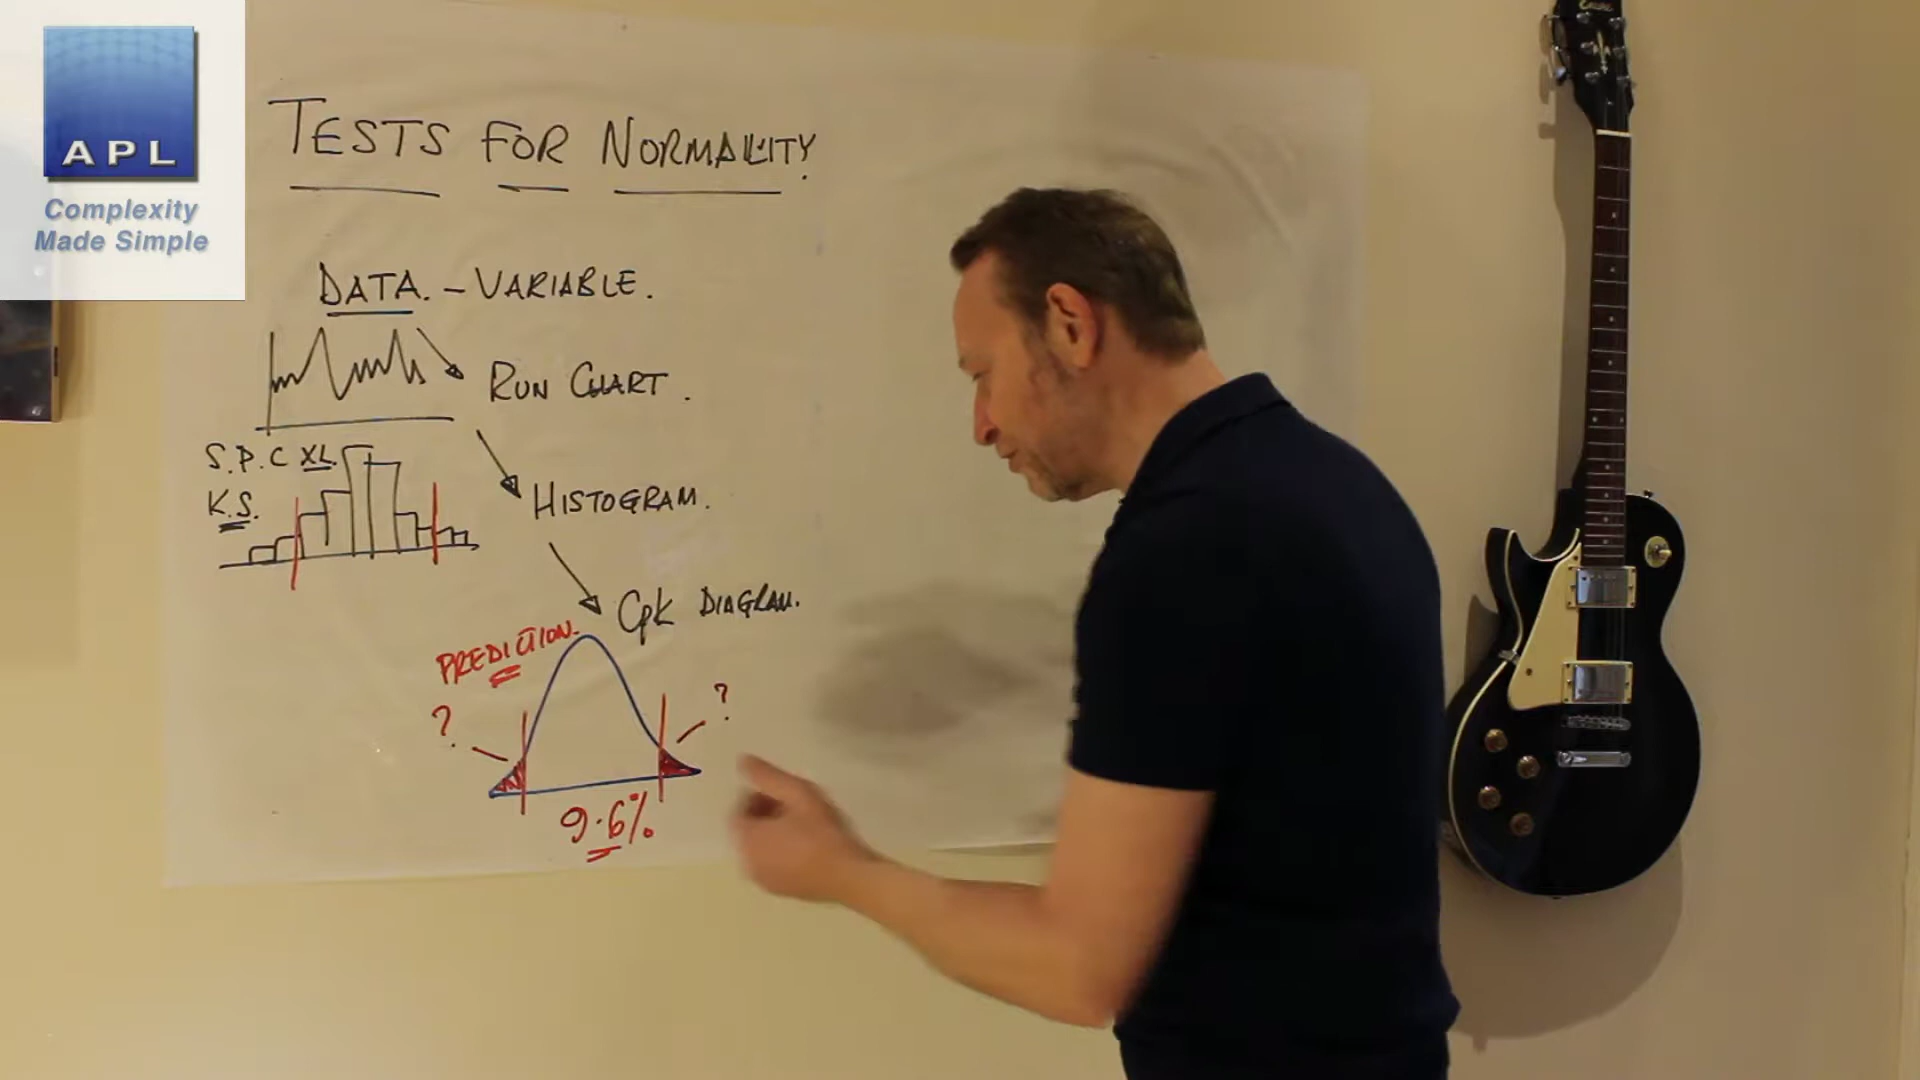 APL
Complexity
Made Simple
TESTS FOR NORMALITY.
DATA. - VARIABLE.
RUN CHART.
S.P.C XL.
K.S.
HISTOGRAM.
Cpk DIAGRAM.
PREDICTION.
?
?
9.6%